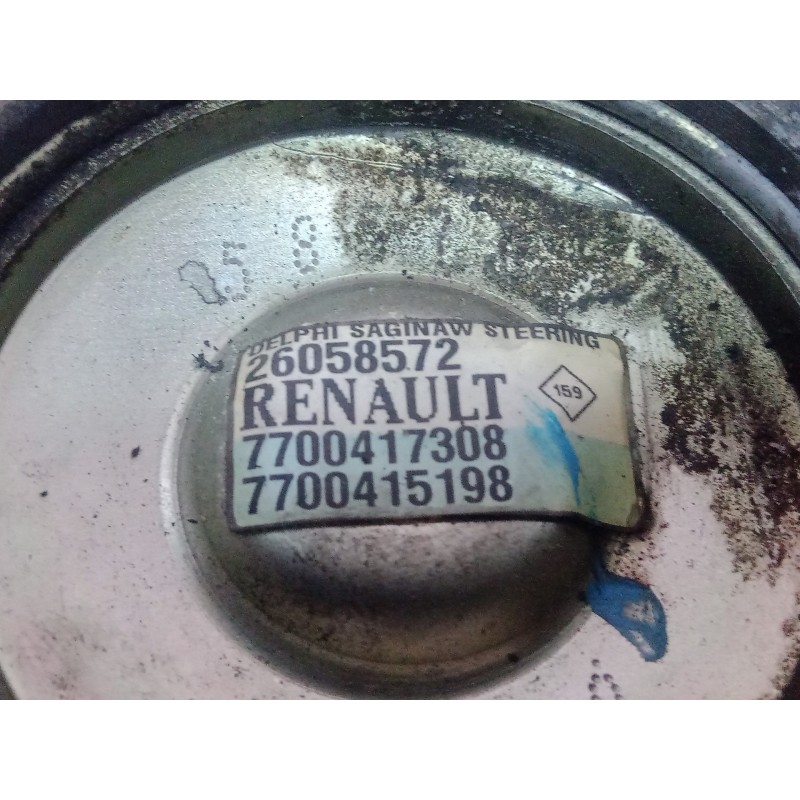 DELPHI SAGINAW STEERING
26058572
RENAULT
159
7700417308
7700415198